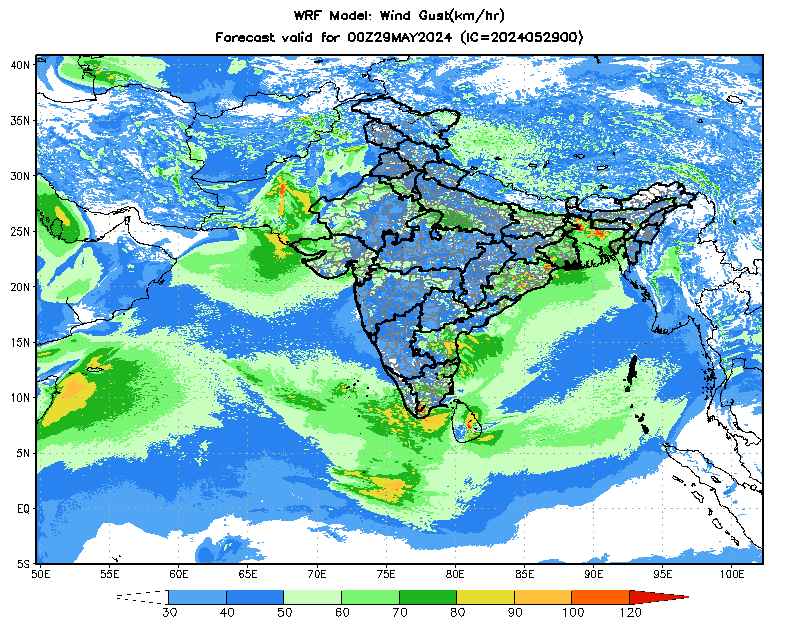 WRF Model: Wind Gust(km/hr)
Forecast valid for 00Z29MAY2024 (IC=2024052900)
40N
35N
30N
25N
20N
15N
10N
5N
EQ
5S
50E 55E 60E 65E 70E 75E 80E 85E 90E 95E 100E
30 40 50 60 70 80 90 100 120